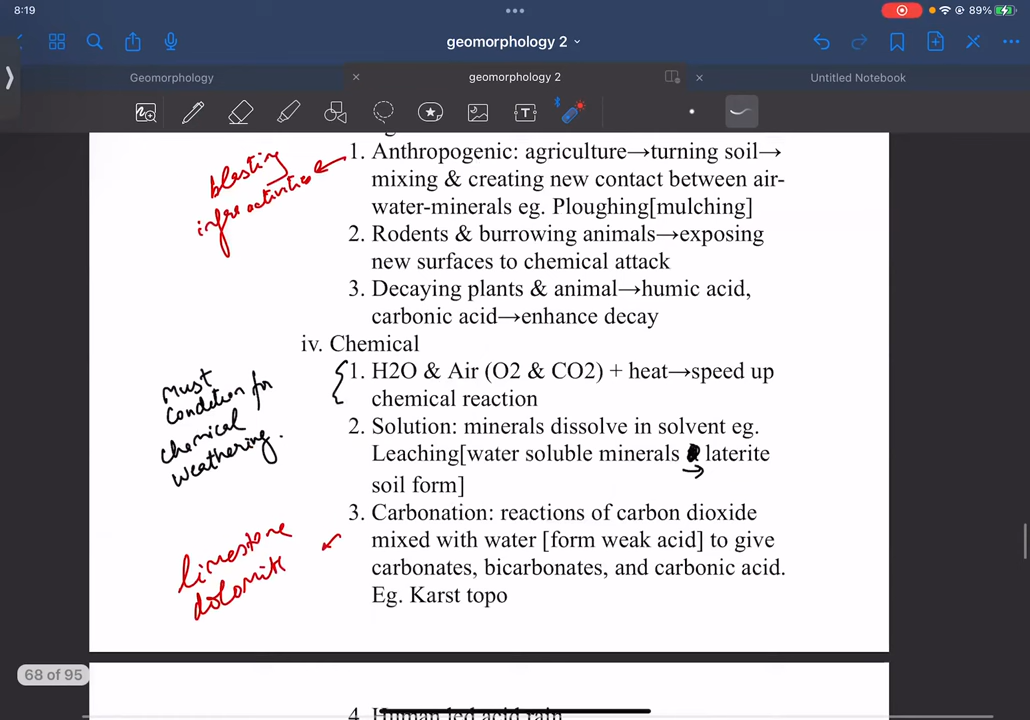 8:19
89%
geomorphology 2
Geomorphology
geomorphology 2
Untitled Notebook
1. Anthropogenic: agriculture→turning soil→
mixing & creating new contact between air-
water-minerals eg. Ploughing[mulching]
blasting
infra activities
2. Rodents & burrowing animals→exposing
new surfaces to chemical attack
3. Decaying plants & animal→humic acid,
carbonic acid→enhance decay
iv. Chemical
1. H2O & Air (O2 & CO2) + heat→speed up
chemical reaction
must
condition for
chemical
weathering.
2. Solution: minerals dissolve in solvent eg.
Leaching[water soluble minerals → laterite
soil form]
3. Carbonation: reactions of carbon dioxide
mixed with water [form weak acid] to give
carbonates, bicarbonates, and carbonic acid.
Eg. Karst topo
limestone
dolomite
68 of 95
4. Human led acid rain